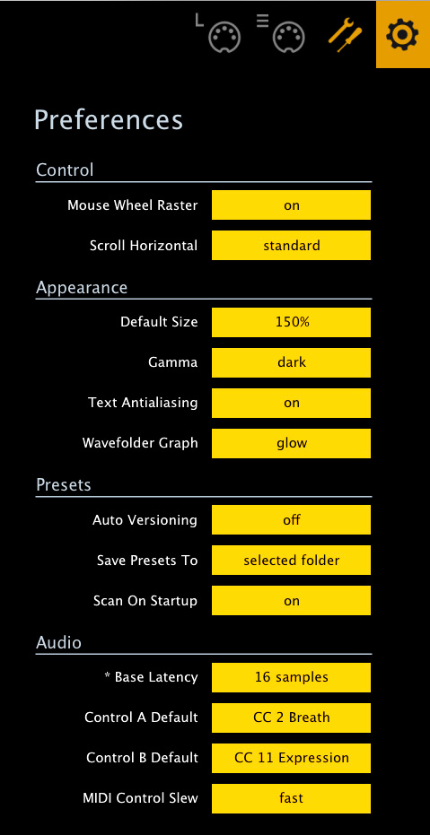 L
Preferences
Control
Mouse Wheel Raster on
Scroll Horizontal standard
Appearance
Default Size 150%
Gamma dark
Text Antialiasing on
Wavefolder Graph glow
Presets
Auto Versioning off
Save Presets To selected folder
Scan On Startup on
Audio
* Base Latency 16 samples
Control A Default CC 2 Breath
Control B Default CC 11 Expression
MIDI Control Slew fast